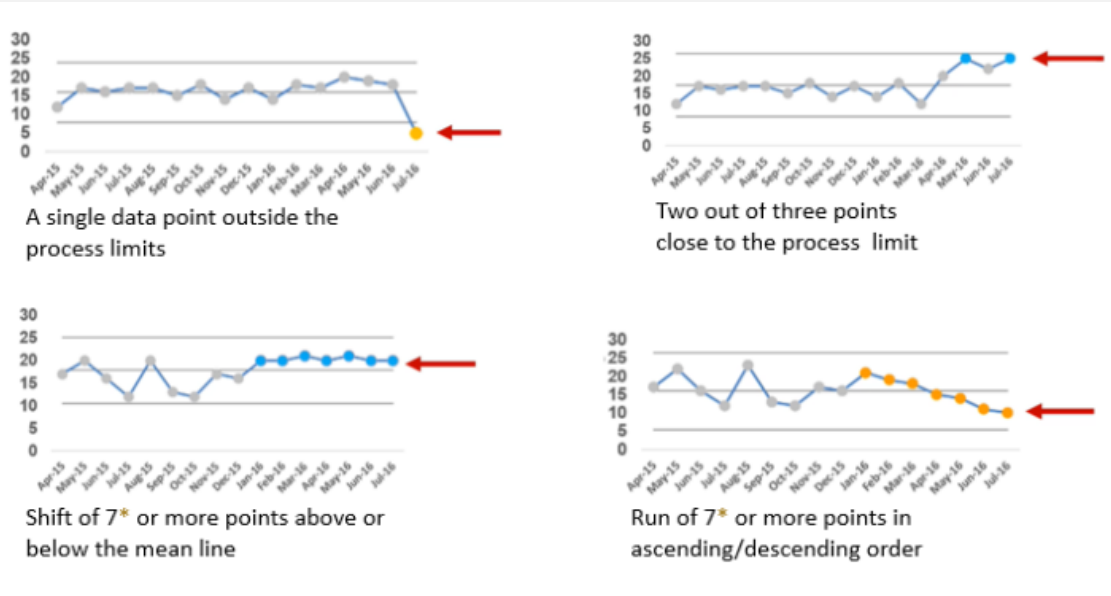 30
25
20
15
10
5
0
Apr-15
May-15
Jun-15
Jul-15
Aug-15
Sep-15
Oct-15
Nov-15
Dec-15
Jan-16
Feb-16
Mar-16
Apr-16
May-16
Jun-16
Jul-16
A single data point outside the
process limits
30
25
20
15
10
5
0
Apr-15
May-15
Jun-15
Jul-15
Aug-15
Sep-15
Oct-15
Nov-15
Dec-15
Jan-16
Feb-16
Mar-16
Apr-16
May-16
Jun-16
Jul-16
Two out of three points
close to the process limit
30
25
20
15
10
5
0
Apr-15
May-15
Jun-15
Jul-15
Aug-15
Sep-15
Oct-15
Nov-15
Dec-15
Jan-16
Feb-16
Mar-16
Apr-16
May-16
Jun-16
Jul-16
Shift of 7* or more points above or
below the mean line
30
25
20
15
10
5
0
Apr-15
May-15
Jun-15
Jul-15
Aug-15
Sep-15
Oct-15
Nov-15
Dec-15
Jan-16
Feb-16
Mar-16
Apr-16
May-16
Jun-16
Jul-16
Run of 7* or more points in
ascending/descending order